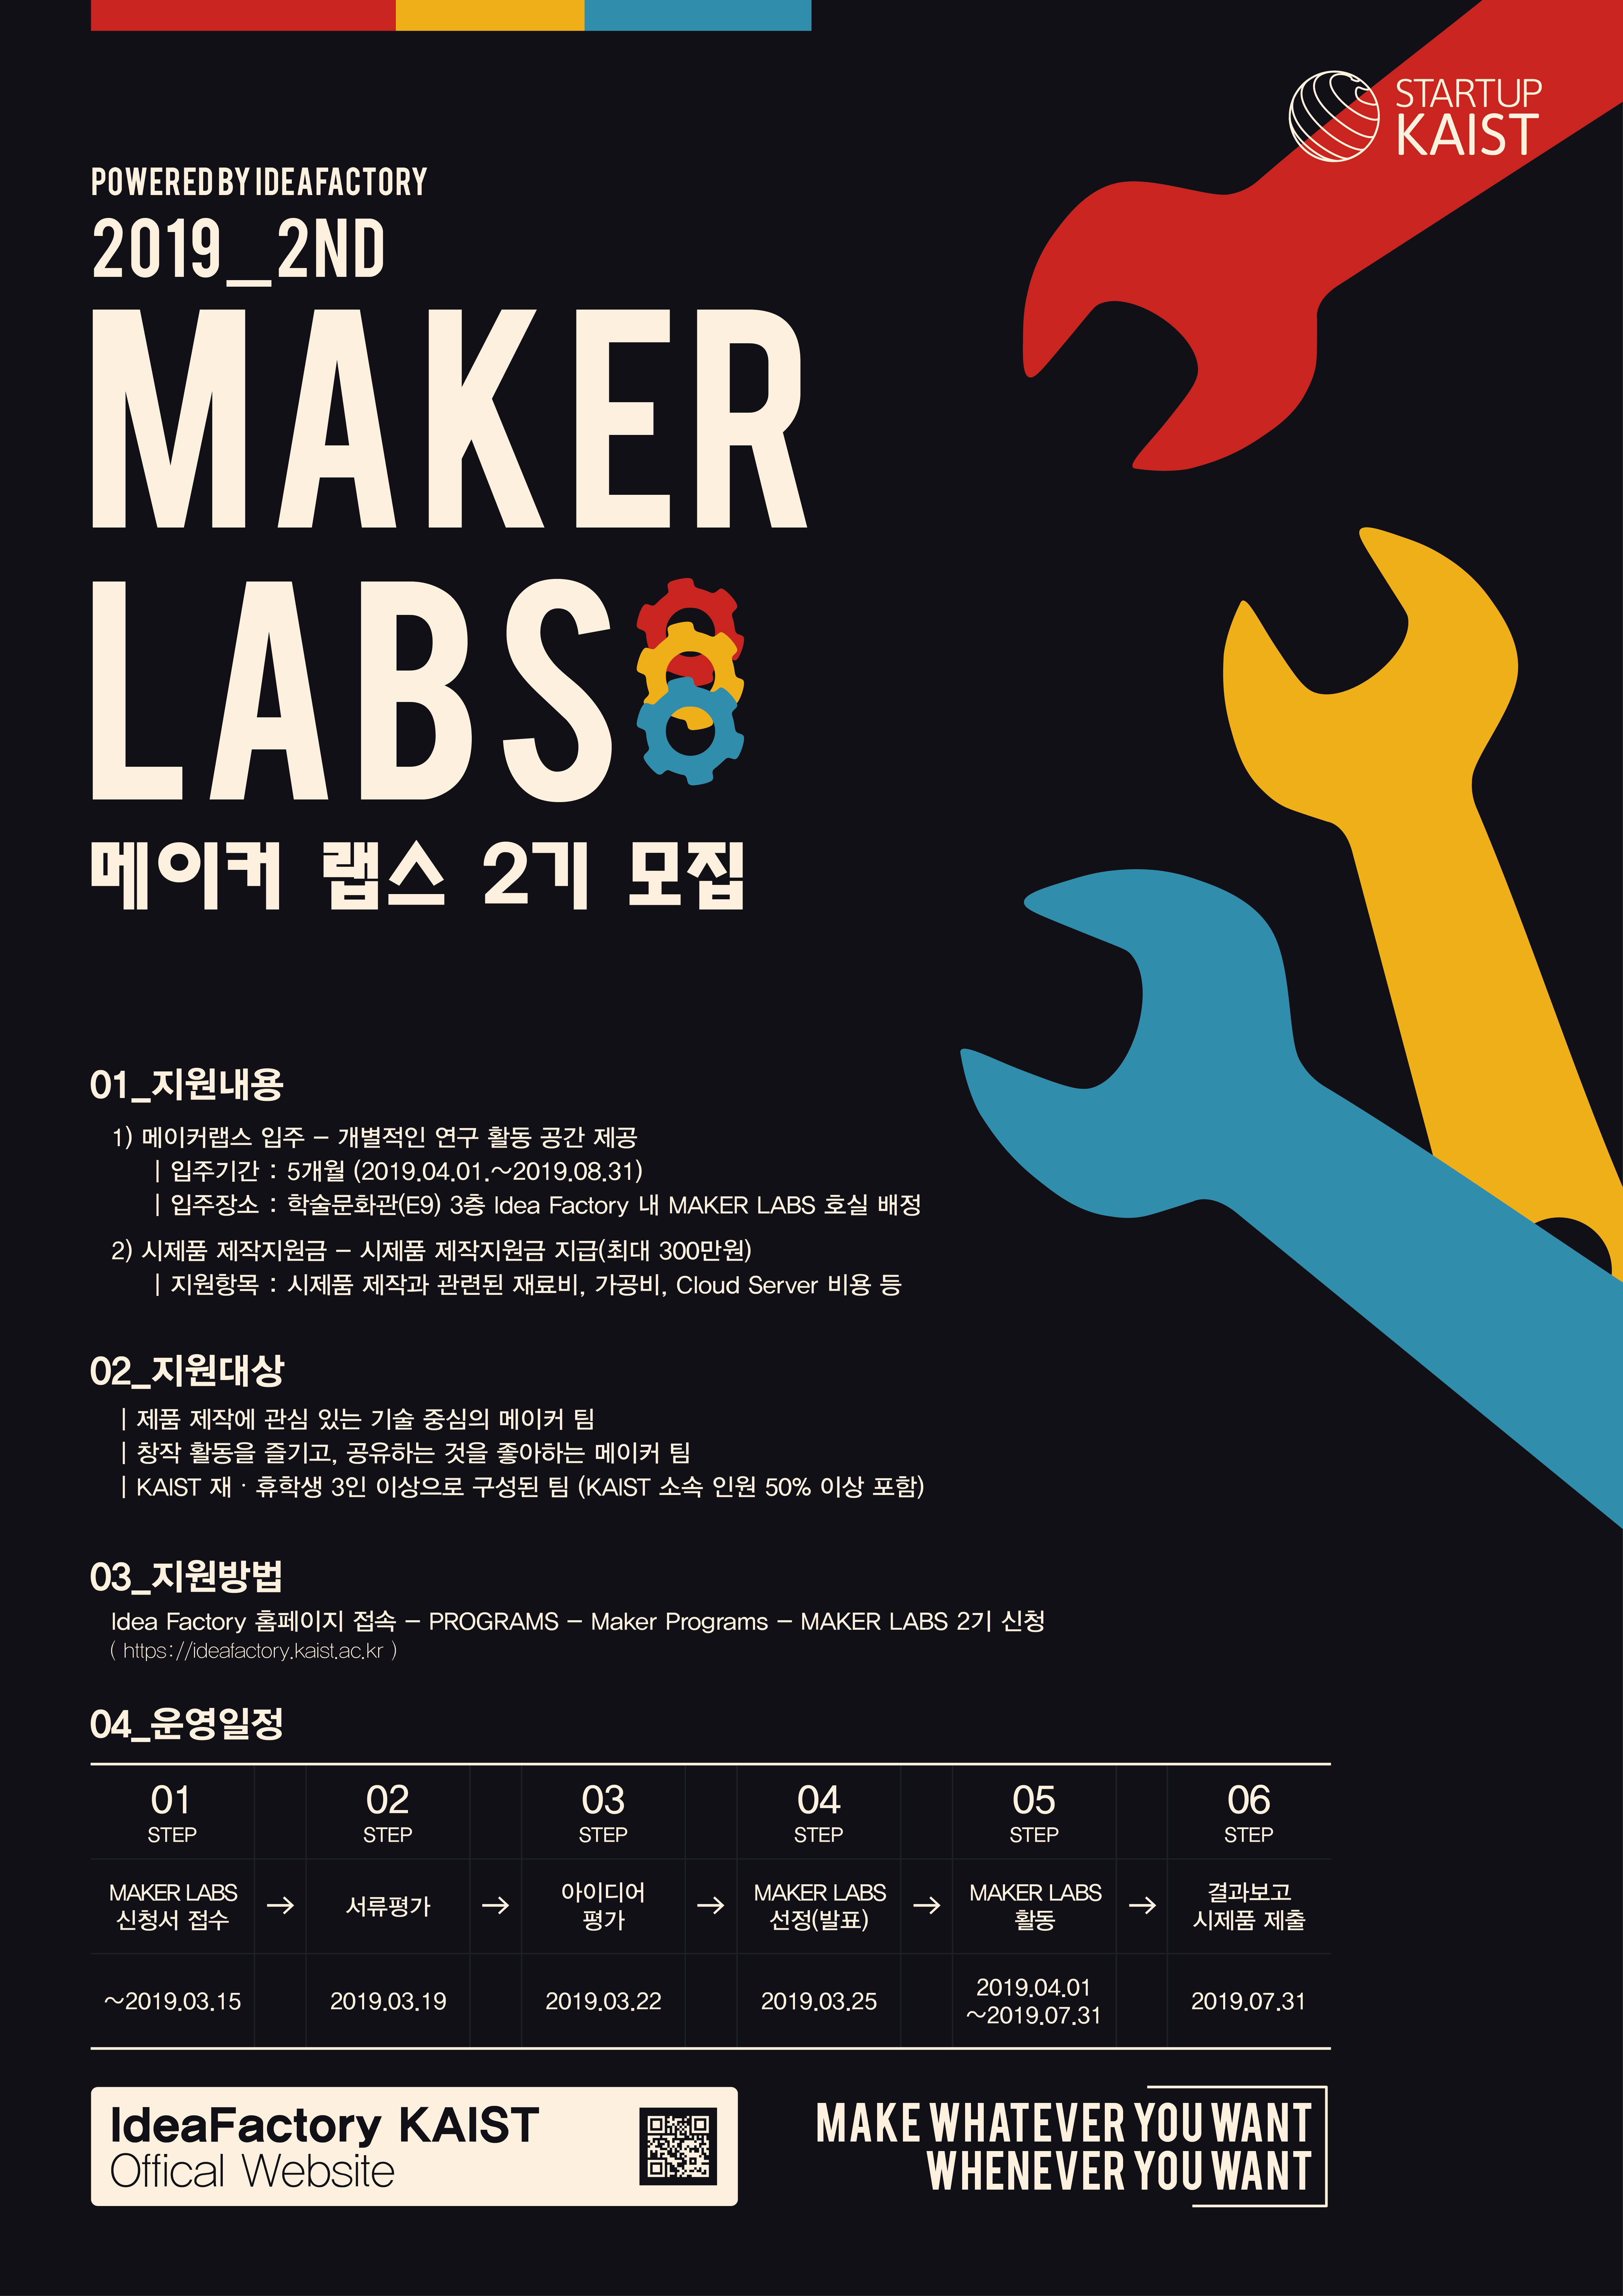 STARTUP
KAIST
POWERED BY IDEAFACTORY
2019_2ND
MAKER
LABS
메이커 랩스 2기 모집
01_지원내용
1) 메이커랩스 입주 – 개별적인 연구 활동 공간 제공
| 입주기간 : 5개월 (2019.04.01.~2019.08.31)
| 입주장소 : 학술문화관(E9) 3층 Idea Factory 내 MAKER LABS 호실 배정
2) 시제품 제작지원금 – 시제품 제작지원금 지급(최대 300만원)
| 지원항목 : 시제품 제작과 관련된 재료비, 가공비, Cloud Server 비용 등
02_지원대상
| 제품 제작에 관심 있는 기술 중심의 메이커 팀
| 창작 활동을 즐기고, 공유하는 것을 좋아하는 메이커 팀
| KAIST 재 · 휴학생 3인 이상으로 구성된 팀 (KAIST 소속 인원 50% 이상 포함)
03_지원방법
Idea Factory 홈페이지 접속 – PROGRAMS – Maker Programs – MAKER LABS 2기 신청
( https://ideafactory.kaist.ac.kr )
04_운영일정
01 02 03 04 05 06
STEP STEP STEP STEP STEP STEP
MAKER LABS
신청서 접수
→
서류평가
→
아이디어
평가
→
MAKER LABS
선정(발표)
→
MAKER LABS
활동
→
결과보고
시제품 제출
~2019.03.15
2019.03.19
2019.03.22
2019.03.25
2019.04.01
~2019.07.31
2019.07.31
IdeaFactory KAIST
Offical Website
MAKE WHATEVER YOU WANT
WHENEVER YOU WANT